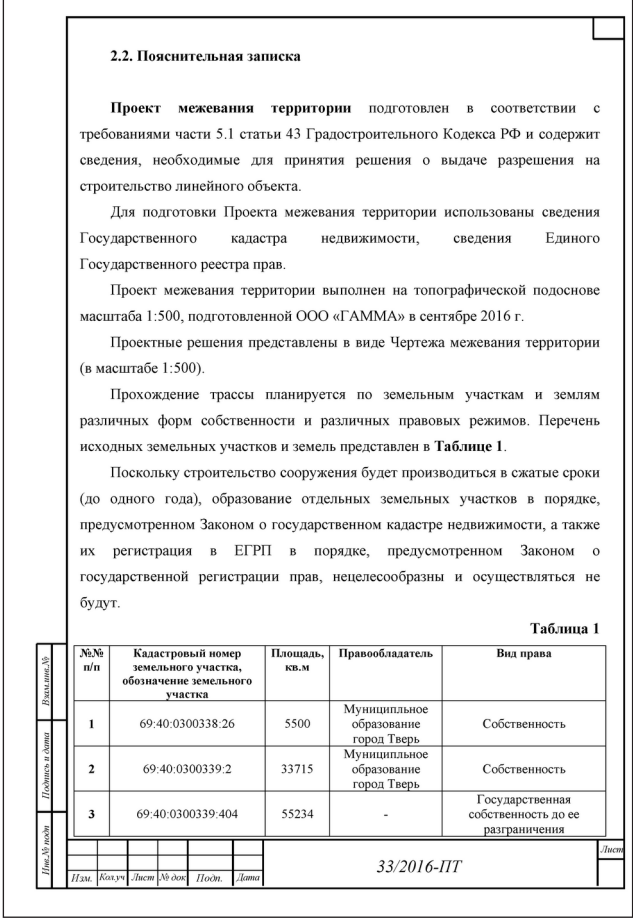 2.2. Пояснительная записка
Проект межевания территории подготовлен в соответствии с
требованиями части 5.1 статьи 43 Градостроительного Кодекса РФ и содержит
сведения, необходимые для принятия решения о выдаче разрешения на
строительство линейного объекта.
Для подготовки Проекта межевания территории использованы сведения
Государственного кадастра недвижимости, сведения Единого
Государственного реестра прав.
Проект межевания территории выполнен на топографической подоснове
масштаба 1:500, подготовленной ООО «ГАММА» в сентябре 2016 г.
Проектные решения представлены в виде Чертежа межевания территории
(в масштабе 1:500).
Прохождение трассы планируется по земельным участкам и землям
различных форм собственности и различных правовых режимов. Перечень
исходных земельных участков и земель представлен в Таблице 1.
Поскольку строительство сооружения будет производиться в сжатые сроки
(до одного года), образование отдельных земельных участков в порядке,
предусмотренном Законом о государственном кадастре недвижимости, а также
их регистрация в ЕГРП в порядке, предусмотренном Законом о
государственной регистрации прав, нецелесообразны и осуществляться не
будут.
Таблица 1
№№ Кадастровый номер Площадь, Правообладатель Вид права
п/п земельного участка, кв.м
обозначение земельного
участка
Муниципльное
1 69:40:0300338:26 5500 образование Собственность
город Тверь
Муниципльное
2 69:40:0300339:2 33715 образование Собственность
город Тверь
Государственная
3 69:40:0300339:404 55234 - собственность до ее
разграничения
Взам.инв.№
Подпись и дата
Инв.№ подп
Изм. Кол.уч Лист № док Подп. Дата
33/2016-ПТ
Лист